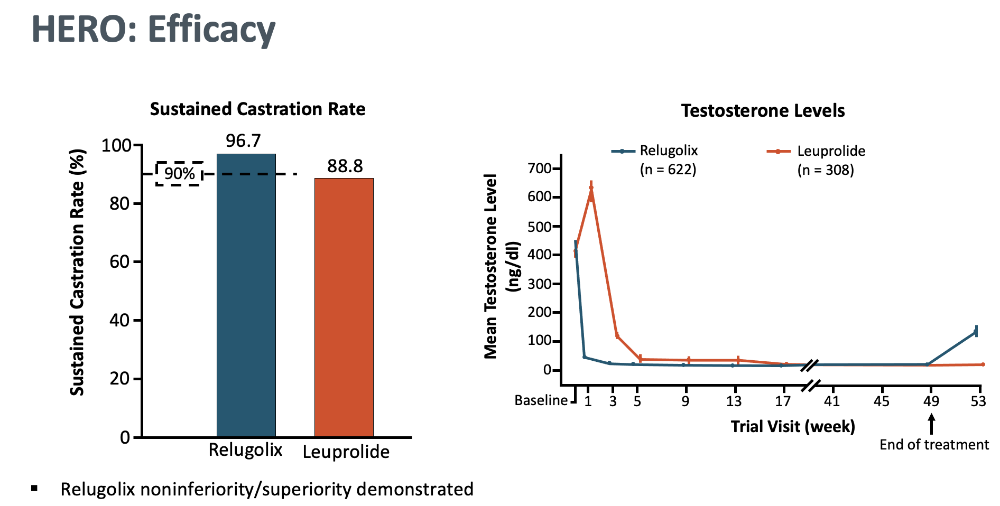 HERO: Efficacy
Sustained Castration Rate
Sustained Castration Rate (%)
100
80
60
40
20
0
90%
96.7
88.8
Relugolix
Leuprolide
Testosterone Levels
Relugolix
(n = 622)
Leuprolide
(n = 308)
Mean Testosterone Level
(ng/dl)
700
600
500
400
300
200
100
0
Baseline 1 3 5 9 13 17 41 45 49 53
Trial Visit (week)
End of treatment
▪ Relugolix noninferiority/superiority demonstrated